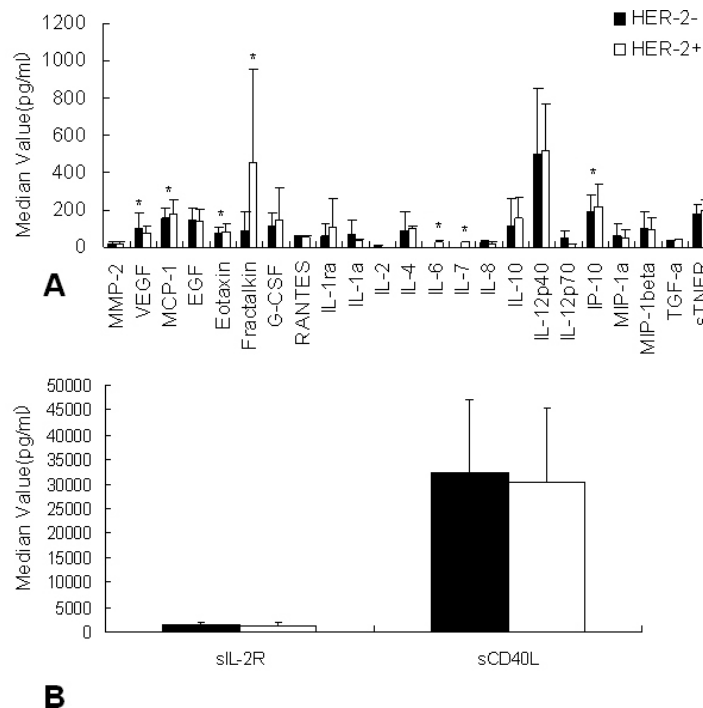 HER-2-
HER-2+
Median Value(pg/ml)
1200
1000
800
600
400
200
0
* * * * * * *
MMP-2
VEGF
MCP-1
EGF
Eotaxin
Fractalkin
G-CSF
RANTES
IL-1ra
IL-1a
IL-2
IL-4
IL-6
IL-7
IL-8
IL-10
IL-12p40
IL-12p70
IP-10
MIP-1a
MIP-1beta
TGF-a
sTNFR
A
Median Value(pg/ml)
50000
45000
40000
35000
30000
25000
20000
15000
10000
5000
0
sIL-2R
sCD40L
B